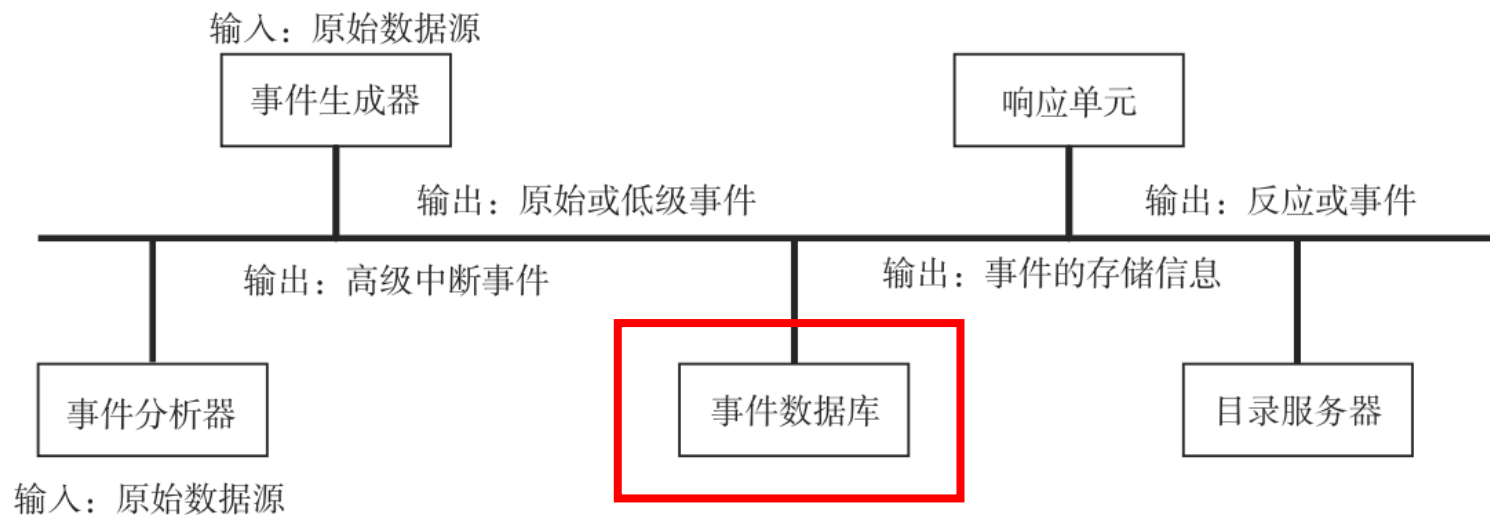 输入：原始数据源
事件生成器
响应单元
输出：原始或低级事件
输出：反应或事件
输出：高级中断事件
输出：事件的存储信息
事件分析器
事件数据库
目录服务器
输入：原始数据源